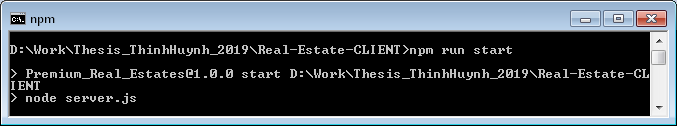 npm
D:\Work\Thesis_ThinhHuynh_2019\Real-Estate-CLIENT>npm run start
> Premium_Real_Estates@1.0.0 start D:\Work\Thesis_ThinhHuynh_2019\Real-Estate-CL
IENT
> node server.js